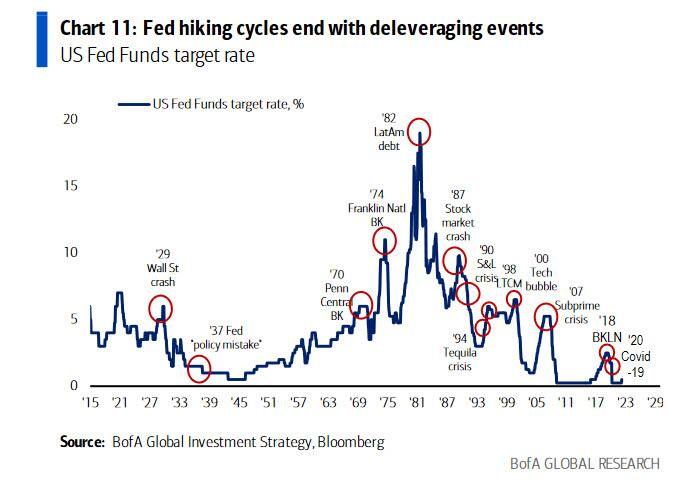 Chart 11: Fed hiking cycles end with deleveraging events
US Fed Funds target rate
US Fed Funds target rate, %
20
15
10
5
0
'29
Wall St
crash
'37 Fed
"policy mistake"
'70
Penn
Central
BK
'74
Franklin Natl
BK
'82
LatAm
debt
'87
Stock
market
crash
'90
S&L
crisis
'94
Tequila
crisis
'98
LTCM
'00
Tech
bubble
'07
Subprime
crisis
'18
BKLN
'20
Covid
-19
'15 '21 '27 '33 '39 '45 '51 '57 '63 '69 '75 '81 '87 '93 '99 '05 '11 '17 '23 '29
Source: BofA Global Investment Strategy, Bloomberg
BofA GLOBAL RESEARCH